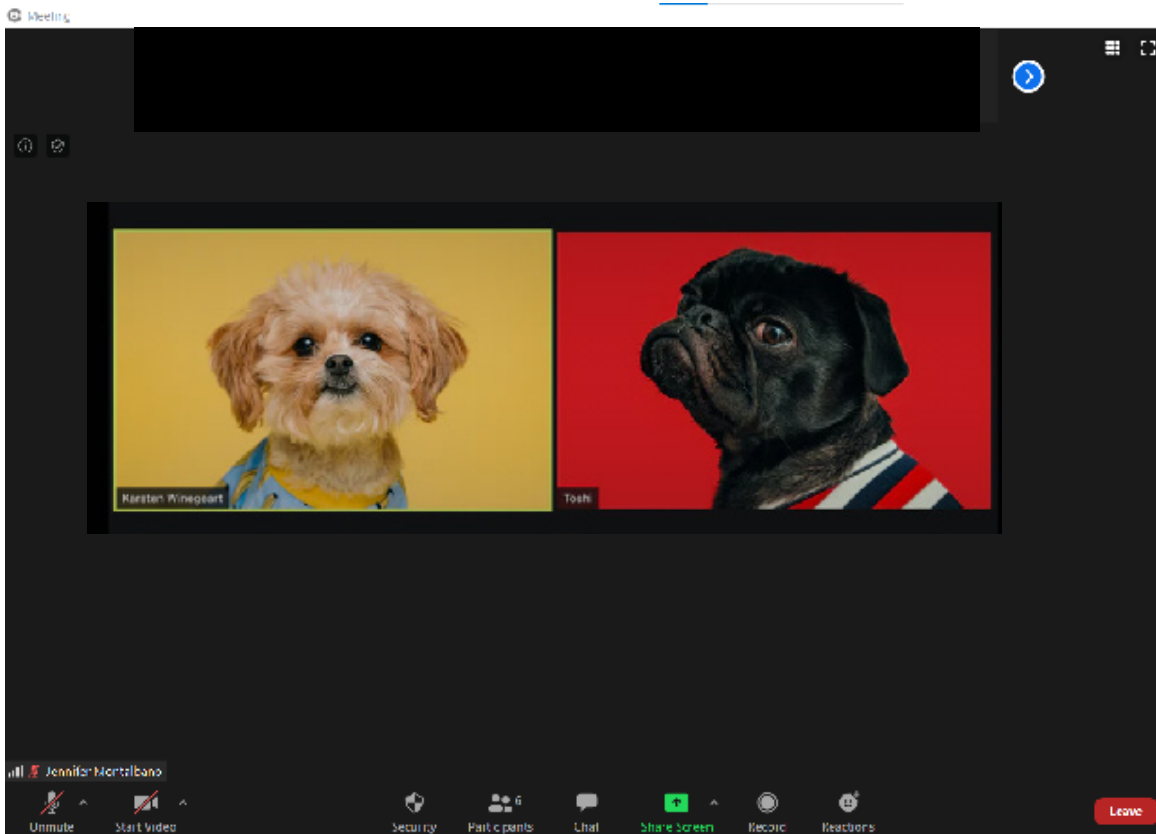 Meeting
Karsten Winegeart
Toshi
Jennifer Montalbano
Unmute
Start Video
Security
Participants
6
Chat
Share Screen
Record
Reactions
Leave